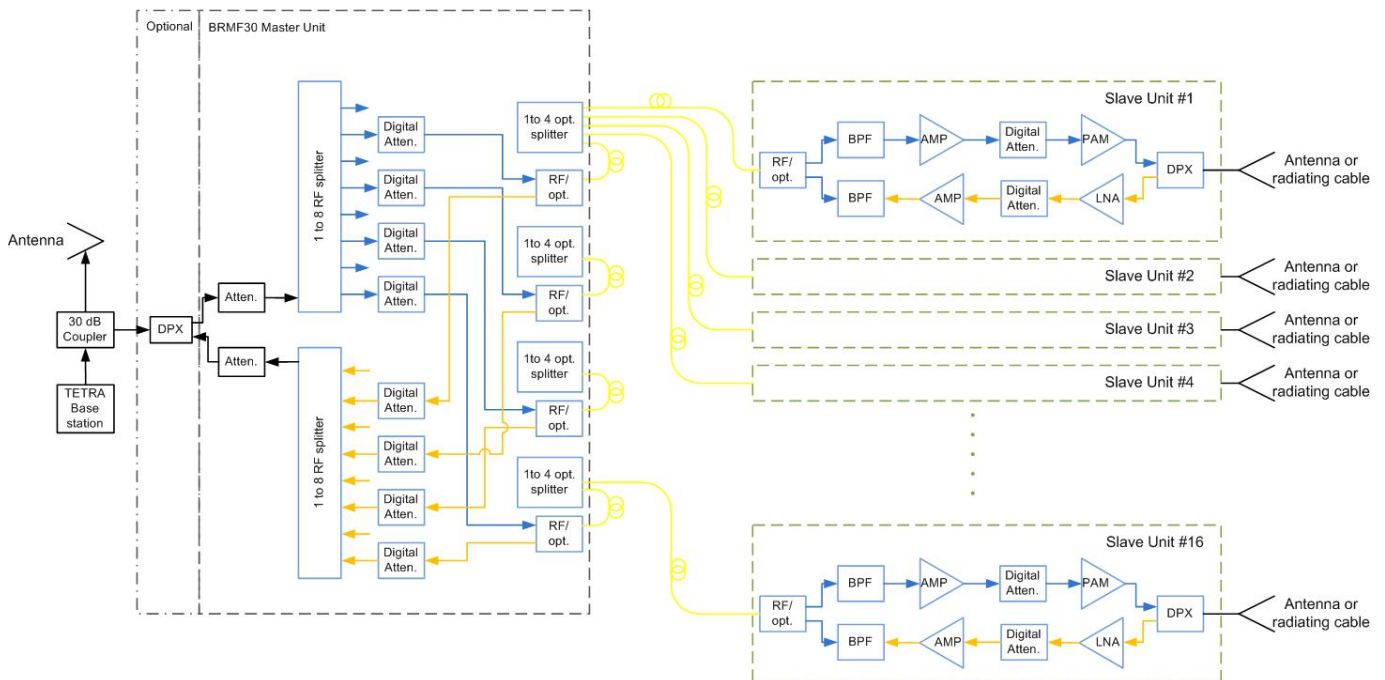 Optional
BRMF30 Master Unit
Antenna
30 dB
Coupler
TETRA
Base
station
DPX
Atten.
Atten.
1 to 8 RF splitter
1 to 8 RF splitter
Digital
Atten.
Digital
Atten.
Digital
Atten.
Digital
Atten.
Digital
Atten.
Digital
Atten.
Digital
Atten.
Digital
Atten.
1to 4 opt.
splitter
RF/
opt.
1to 4 opt.
splitter
RF/
opt.
1to 4 opt.
splitter
RF/
opt.
1to 4 opt.
splitter
RF/
opt.
Slave Unit #1
RF/
opt.
BPF
AMP
Digital
Atten.
PAM
DPX
BPF
AMP
Digital
Atten.
LNA
Antenna or
radiating cable
Slave Unit #2
Antenna or
radiating cable
Slave Unit #3
Antenna or
radiating cable
Slave Unit #4
Antenna or
radiating cable
Slave Unit #16
RF/
opt.
BPF
AMP
Digital
Atten.
PAM
DPX
BPF
AMP
Digital
Atten.
LNA
Antenna or
radiating cable